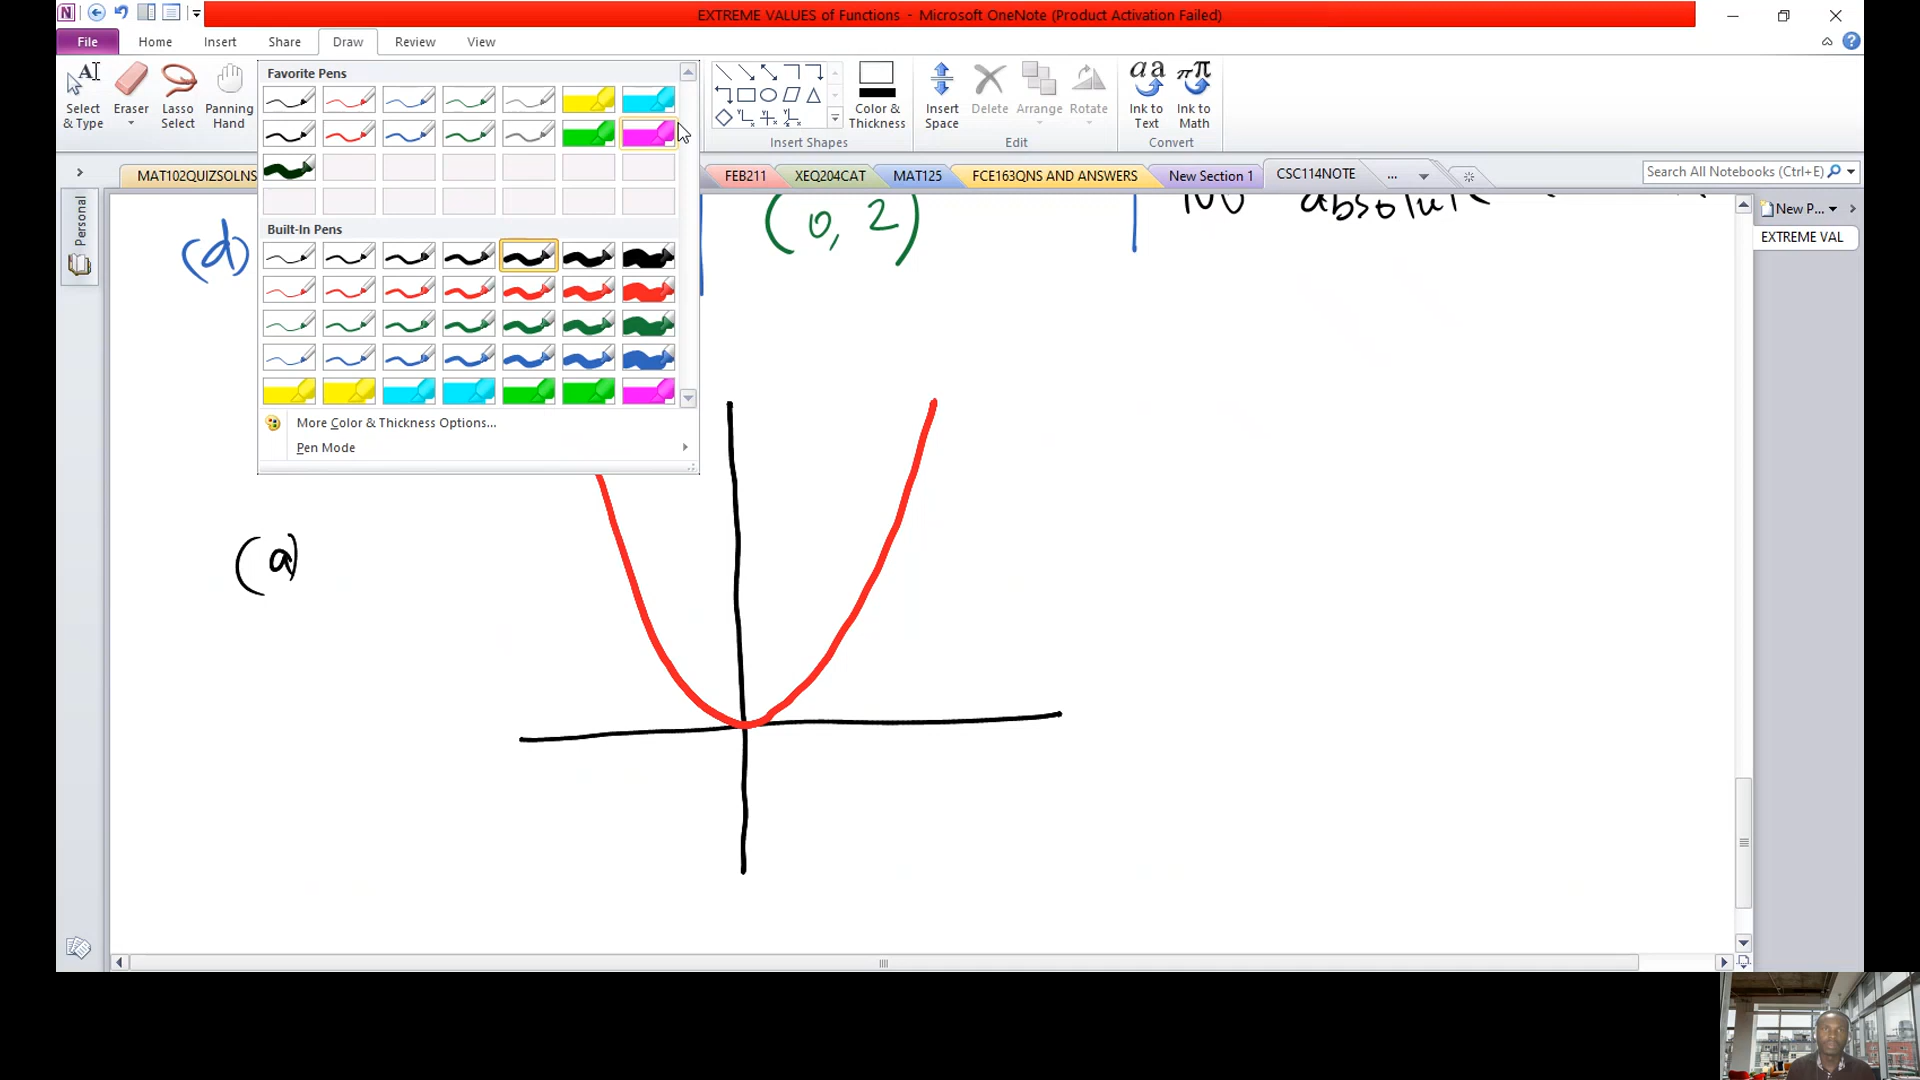 EXTREME VALUES of Functions - Microsoft OneNote (Product Activation Failed)
File Home Insert Share Draw Review View
Select & Type
Eraser
Lasso Select
Panning Hand
Favorite Pens
Built-In Pens
More Color & Thickness Options...
Pen Mode
Color & Thickness
Insert Shapes
Insert Space
Delete
Arrange
Rotate
Edit
Ink to Text
Ink to Math
Convert
MAT102QUIZSOLNS FEB211 XEQ204CAT MAT125 FCE163QNS AND ANSWERS New Section 1 CSC114NOTE ...
Search All Notebooks (Ctrl+E)
Personal
New P...
EXTREME VAL
(d) (0, 2) No absolute
(a)